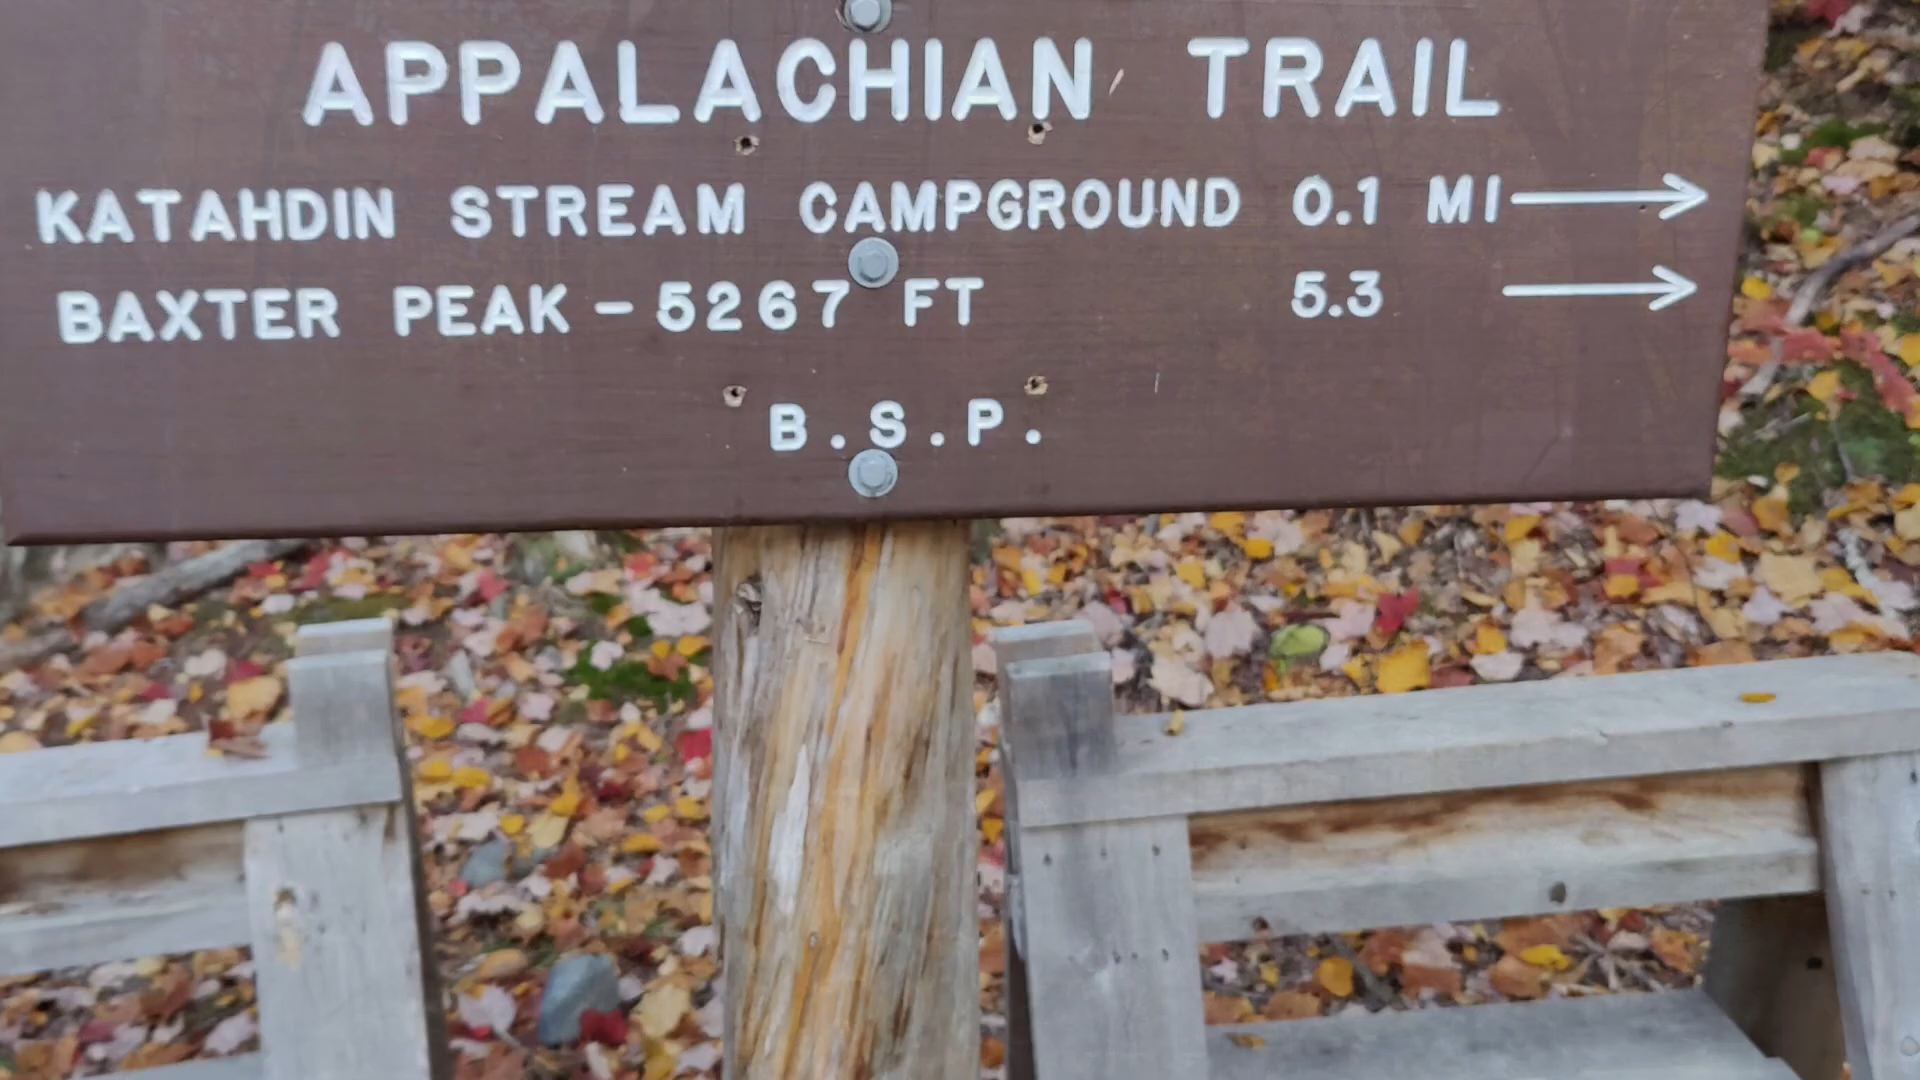 APPALACHIAN TRAIL
KATAHDIN STREAM CAMPGROUND 0.1 MI →
BAXTER PEAK - 5267 FT 5.3 →
B.S.P.